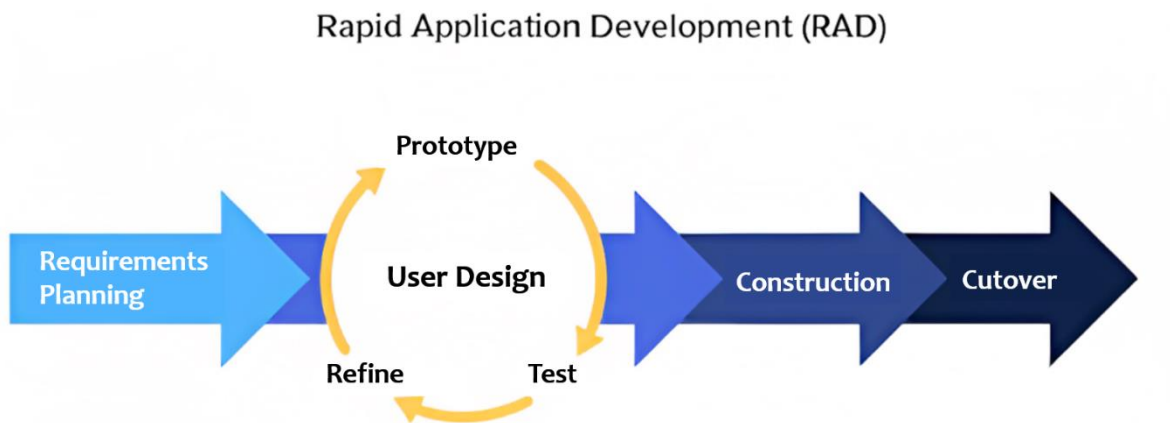 Rapid Application Development (RAD)
Prototype
Requirements
Planning
User Design
Construction
Cutover
Refine
Test